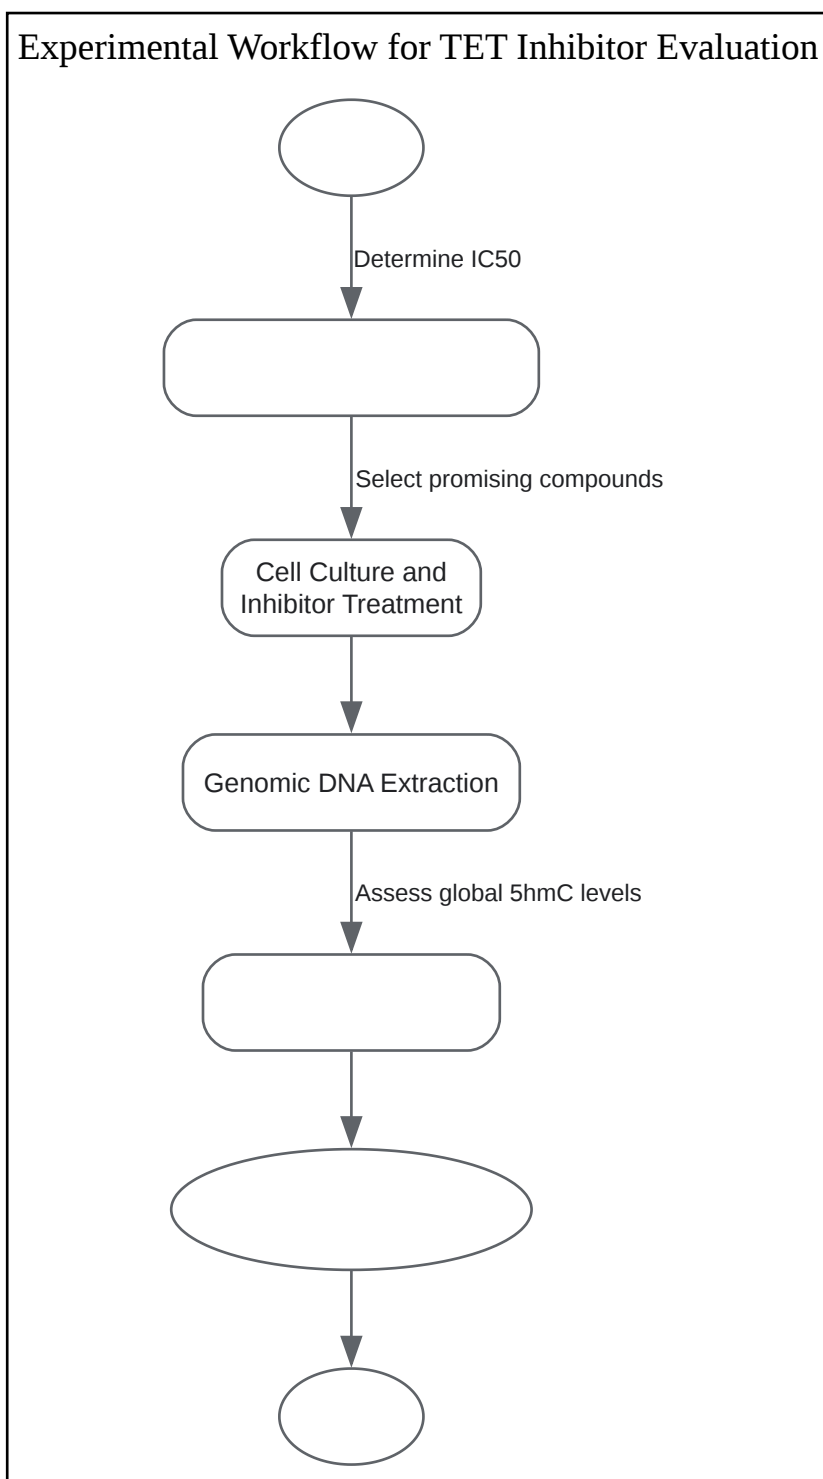 Experimental Workflow for TET Inhibitor Evaluation
Determine IC50
Select promising compounds
Cell Culture and
Inhibitor Treatment
Genomic DNA Extraction
Assess global 5hmC levels